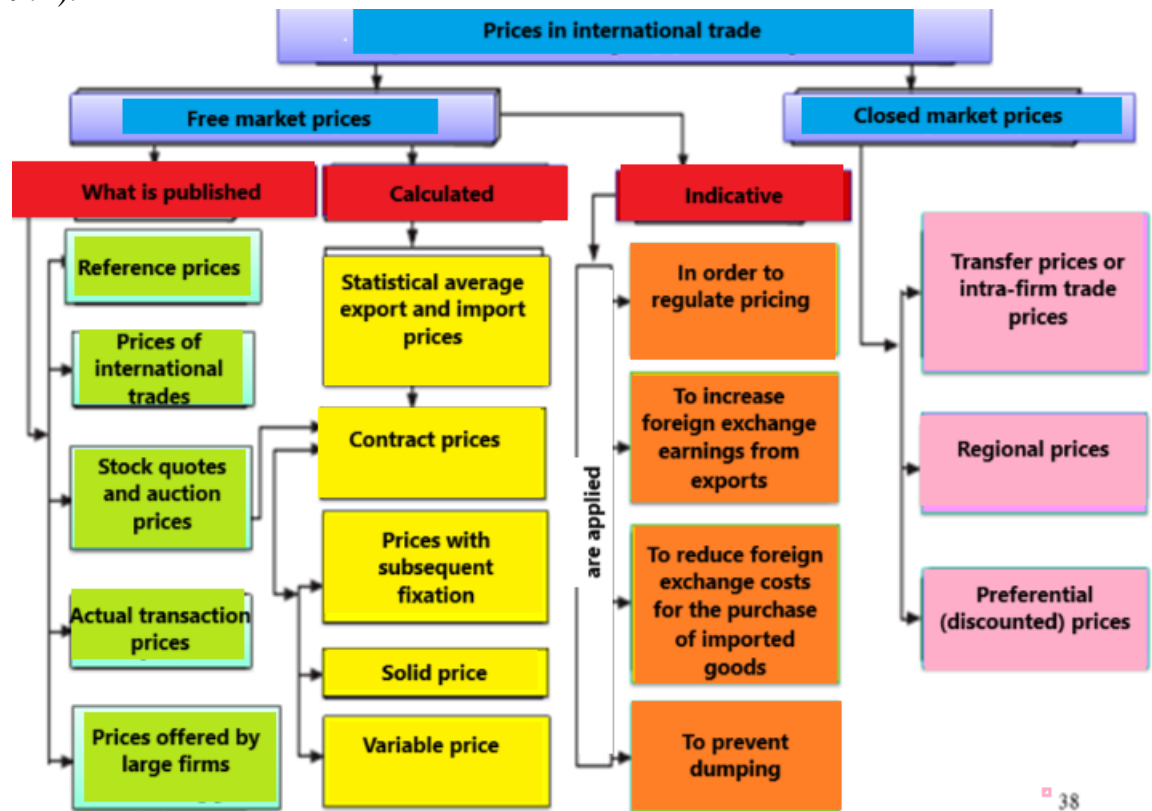 Prices in international trade
Free market prices
Closed market prices
What is published
Calculated
Indicative
Reference prices
Prices of
international
trades
Stock quotes
and auction
prices
Actual transaction
prices
Prices offered by
large firms
Statistical average
export and import
prices
Contract prices
Prices with
subsequent
fixation
Solid price
Variable price
are applied
In order to
regulate pricing
To increase
foreign exchange
earnings from
exports
To reduce foreign
exchange costs
for the purchase
of imported
goods
To prevent
dumping
Transfer prices or
intra-firm trade
prices
Regional prices
Preferential
(discounted) prices
38